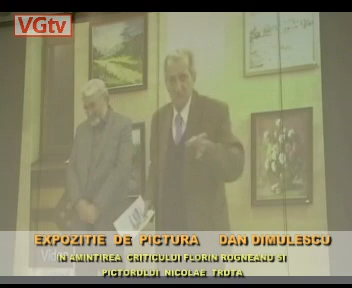 VGtv
EXPOZITIE DE PICTURA DAN DIMULESCU
IN AMINTIREA CRITICULUI FLORIN ROGNEANU SI
PICTORULUI NICOLAE TRUTA